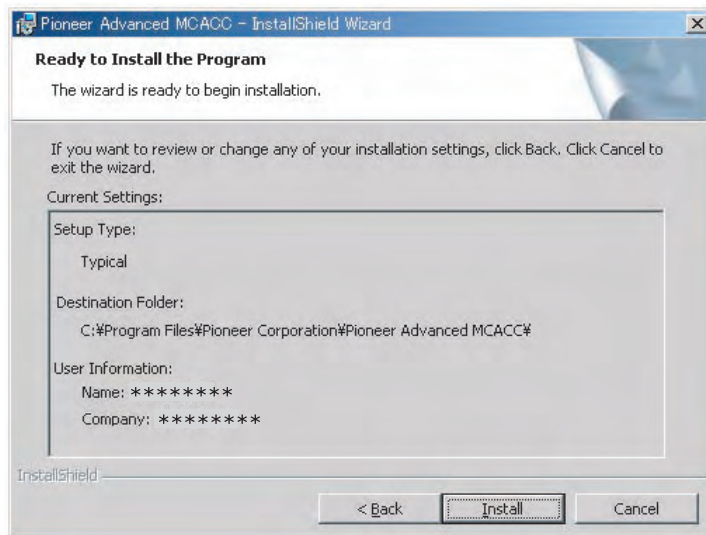 Pioneer Advanced MCACC - InstallShield Wizard
Ready to Install the Program
The wizard is ready to begin installation.
If you want to review or change any of your installation settings, click Back. Click Cancel to
exit the wizard.
Current Settings:
Setup Type:
Typical
Destination Folder:
C:¥Program Files¥Pioneer Corporation¥Pioneer Advanced MCACC¥
User Information:
Name: ********
Company: ********
InstallShield
< Back
Install
Cancel